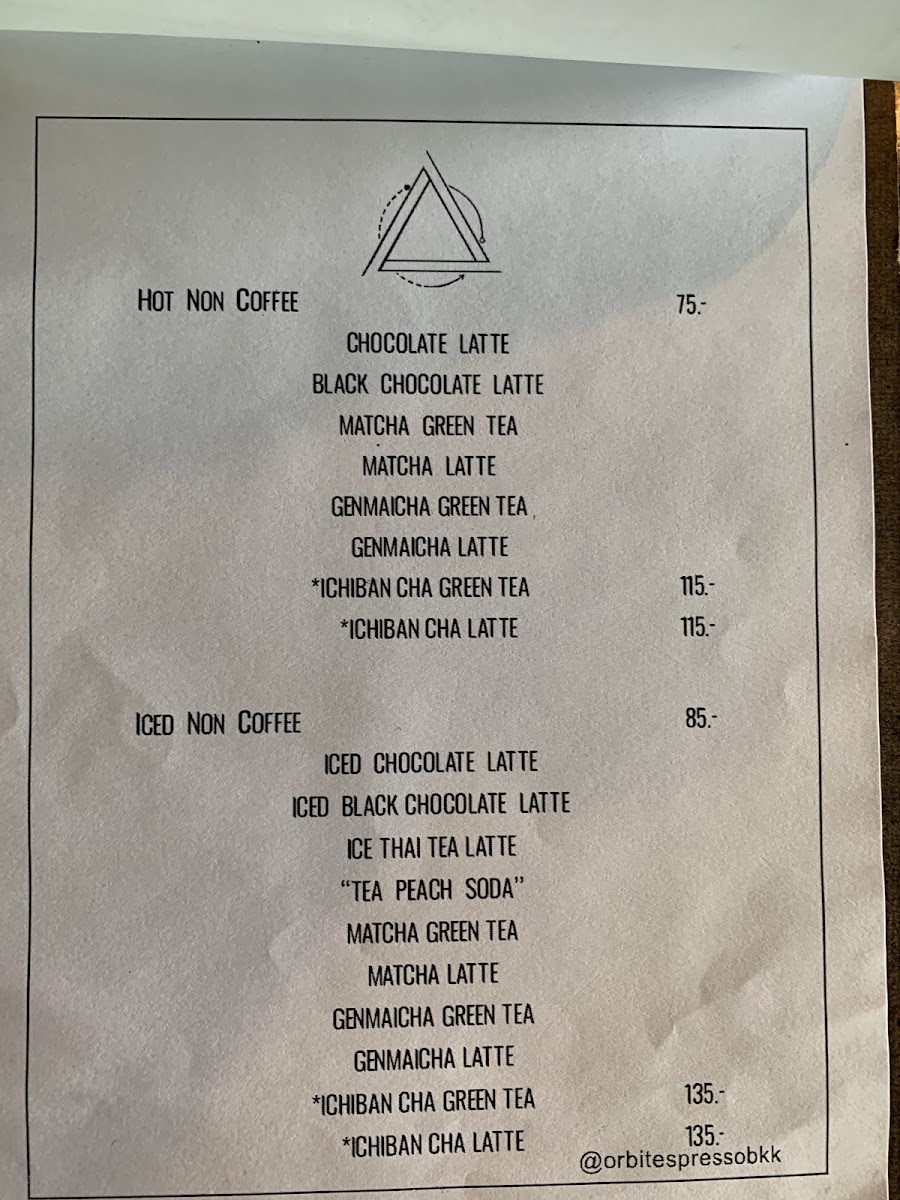 HOT NON COFFEE 75.-
CHOCOLATE LATTE
BLACK CHOCOLATE LATTE
MATCHA GREEN TEA
MATCHA LATTE
GENMAICHA GREEN TEA
GENMAICHA LATTE
*ICHIBAN CHA GREEN TEA 115.-
*ICHIBAN CHA LATTE 115.-
ICED NON COFFEE 85.-
ICED CHOCOLATE LATTE
ICED BLACK CHOCOLATE LATTE
ICE THAI TEA LATTE
“TEA PEACH SODA”
MATCHA GREEN TEA
MATCHA LATTE
GENMAICHA GREEN TEA
GENMAICHA LATTE
*ICHIBAN CHA GREEN TEA 135.-
*ICHIBAN CHA LATTE 135.-
@orbitespressobkk